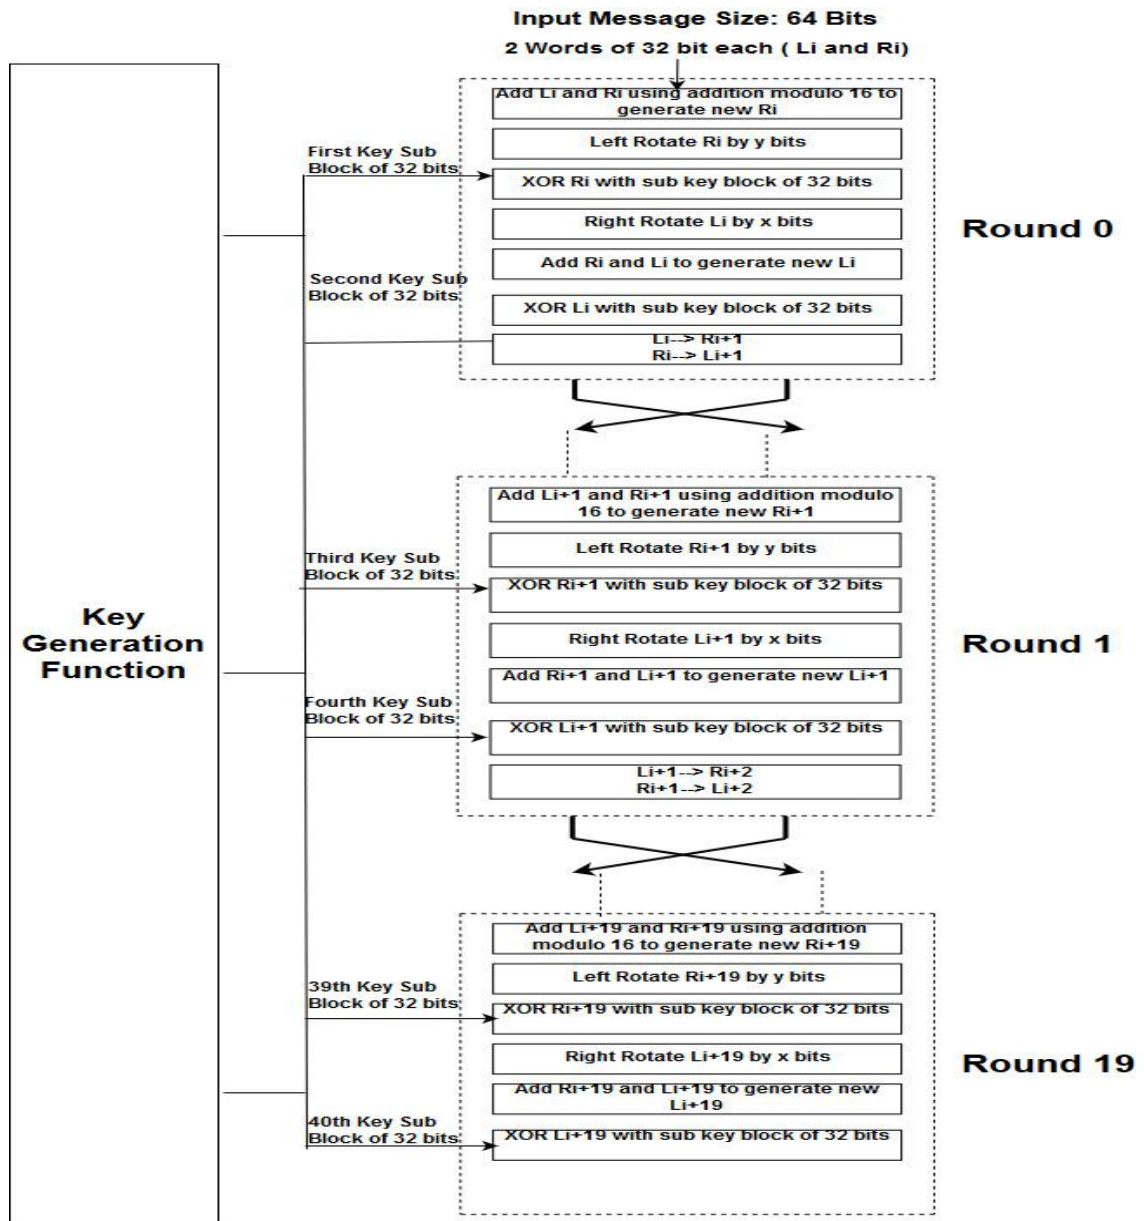 Input Message Size: 64 Bits
2 Words of 32 bit each ( Li and Ri)
Add Li and Ri using addition modulo 16 to
generate new Ri
Left Rotate Ri by y bits
First Key Sub
Block of 32 bits
XOR Ri with sub key block of 32 bits
Right Rotate Li by x bits
Round 0
Add Ri and Li to generate new Li
Second Key Sub
Block of 32 bits
XOR Li with sub key block of 32 bits
Li--> Ri+1
Ri--> Li+1
Add Li+1 and Ri+1 using addition modulo
16 to generate new Ri+1
Left Rotate Ri+1 by y bits
Third Key Sub
Block of 32 bits
XOR Ri+1 with sub key block of 32 bits
Key
Generation
Function
Right Rotate Li+1 by x bits
Round 1
Add Ri+1 and Li+1 to generate new Li+1
Fourth Key Sub
Block of 32 bits
XOR Li+1 with sub key block of 32 bits
Li+1--> Ri+2
Ri+1--> Li+2
Add Li+19 and Ri+19 using addition
modulo 16 to generate new Ri+19
Left Rotate Ri+19 by y bits
39th Key Sub
Block of 32 bits
XOR Ri+19 with sub key block of 32 bits
Right Rotate Li+19 by x bits
Round 19
Add Ri+19 and Li+19 to generate new
Li+19
40th Key Sub
Block of 32 bits
XOR Li+19 with sub key block of 32 bits